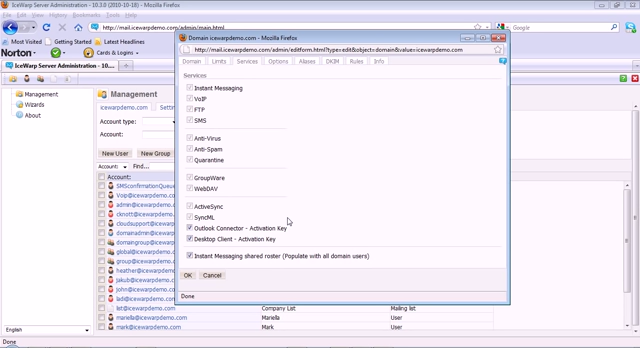 IceWarp Server Administration - 10.3.0 (2010-10-18) - Mozilla Firefox
File Edit View History Bookmarks Tools Help
http://mail.icewarpdemo.com/admin/main.html
Google
Most Visited Getting Started Latest Headlines
Norton Cards & Logins
IceWarp Server Administration
Management
Wizards
About
Management
icewarpdemo.com
Account type:
Account:
New User New Group
Account: Find...
Account:
SMSconfirmationQueue
Voip@icewarpdemo.com
admin@icewarpdemo.com
cknott@icewarpdemo.com
cloudsupport@icewarpdemo
domainadmin@icewarpdemo
domaingroup@icewarpdemo
global@icewarpdemo.com
group@icewarpdemo.com
heather@icewarpdemo.com
jakub@icewarpdemo.com
john@icewarpdemo.com
ladi@icewarpdemo.com
list@icewarpdemo.com Company List Mailing list
mariella@icewarpdemo.com Mariella User
mark@icewarpdemo.com Mark User
English
Done
Domain icewarpdemo.com - Mozilla Firefox
http://mail.icewarpdemo.com/admin/editform.html?type=edit&object=domain&value=icewarpdemo.com
Domain Limits Services Options Aliases DKIM Rules Info
Services
Instant Messaging
VoIP
FTP
SMS
Anti-Virus
Anti-Spam
Quarantine
GroupWare
WebDAV
ActiveSync
SyncML
Outlook Connector - Activation Key
Desktop Client - Activation Key
Instant Messaging shared roster (Populate with all domain users)
OK Cancel
Done